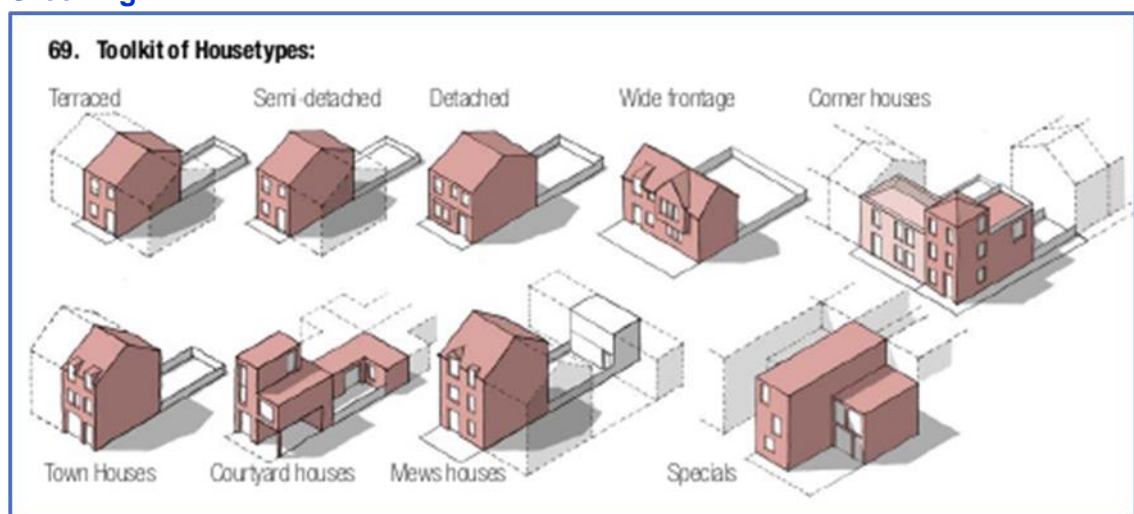 69. Toolkit of Housetypes:
Terraced Semi-detached Detached Wide frontage Corner houses
Town Houses Courtyard houses Mews houses Specials